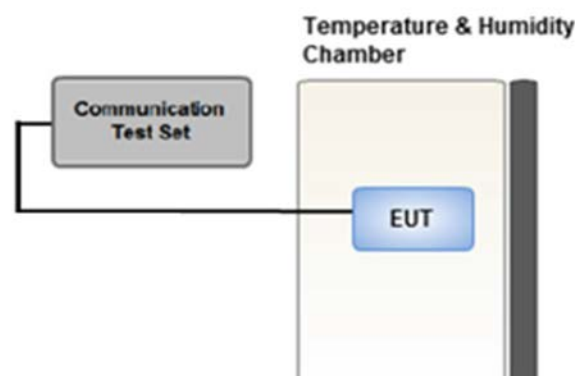 Temperature & Humidity
Chamber
Communication
Test Set
EUT